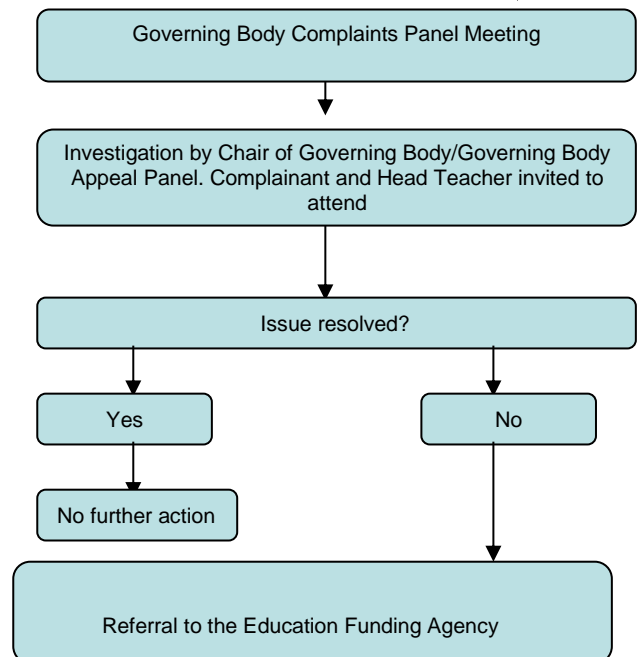 Governing Body Complaints Panel Meeting
Investigation by Chair of Governing Body/Governing Body
Appeal Panel. Complainant and Head Teacher invited to
attend
Issue resolved?
Yes
No
No further action
Referral to the Education Funding Agency